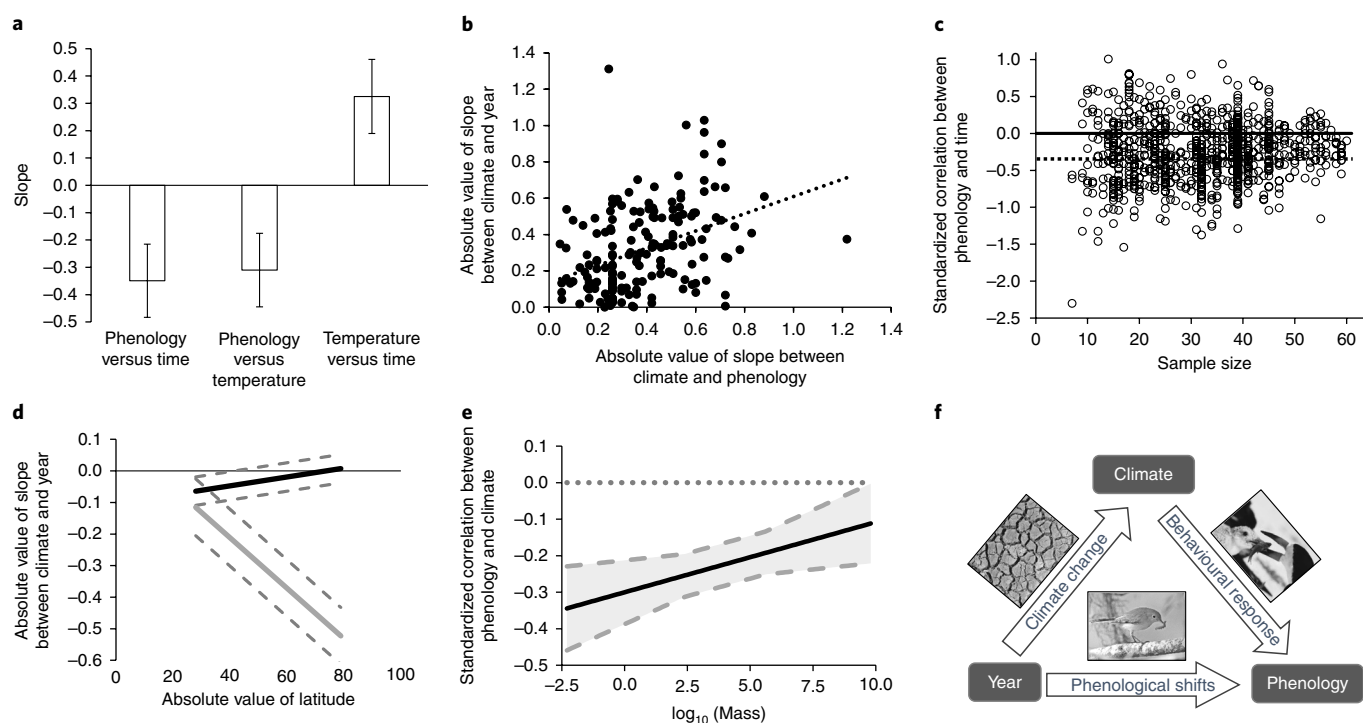 a
0.5
0.4
0.3
0.2
0.1
0.0
–0.1
–0.2
–0.3
–0.4
–0.5
Slope
Phenology
versus time
Phenology
versus
temperature
Temperature
versus time
b
Absolute value of slope
between climate and year
1.4
1.2
1.0
0.8
0.6
0.4
0.2
0.0
0.0
0.2
0.4
0.6
0.8
1.0
1.2
1.4
Absolute value of slope between
climate and phenology
c
Standardized correlation between
phenology and time
1.0
0.5
0.0
–0.5
–1.0
–1.5
–2.0
–2.5
0
10
20
30
40
50
60
Sample size
d
Absolute value of slope
between climate and year
0.1
0.0
–0.1
–0.2
–0.3
–0.4
–0.5
–0.6
0
20
40
60
80
100
Absolute value of latitude
e
Standardized correlation between
phenology and climate
0.1
0.0
–0.1
–0.2
–0.3
–0.4
–0.5
–2.5
0.0
2.5
5.0
7.5
10.0
log10 (Mass)
f
Climate
Climate change
Behavioural response
Year
Phenological shifts
Phenology